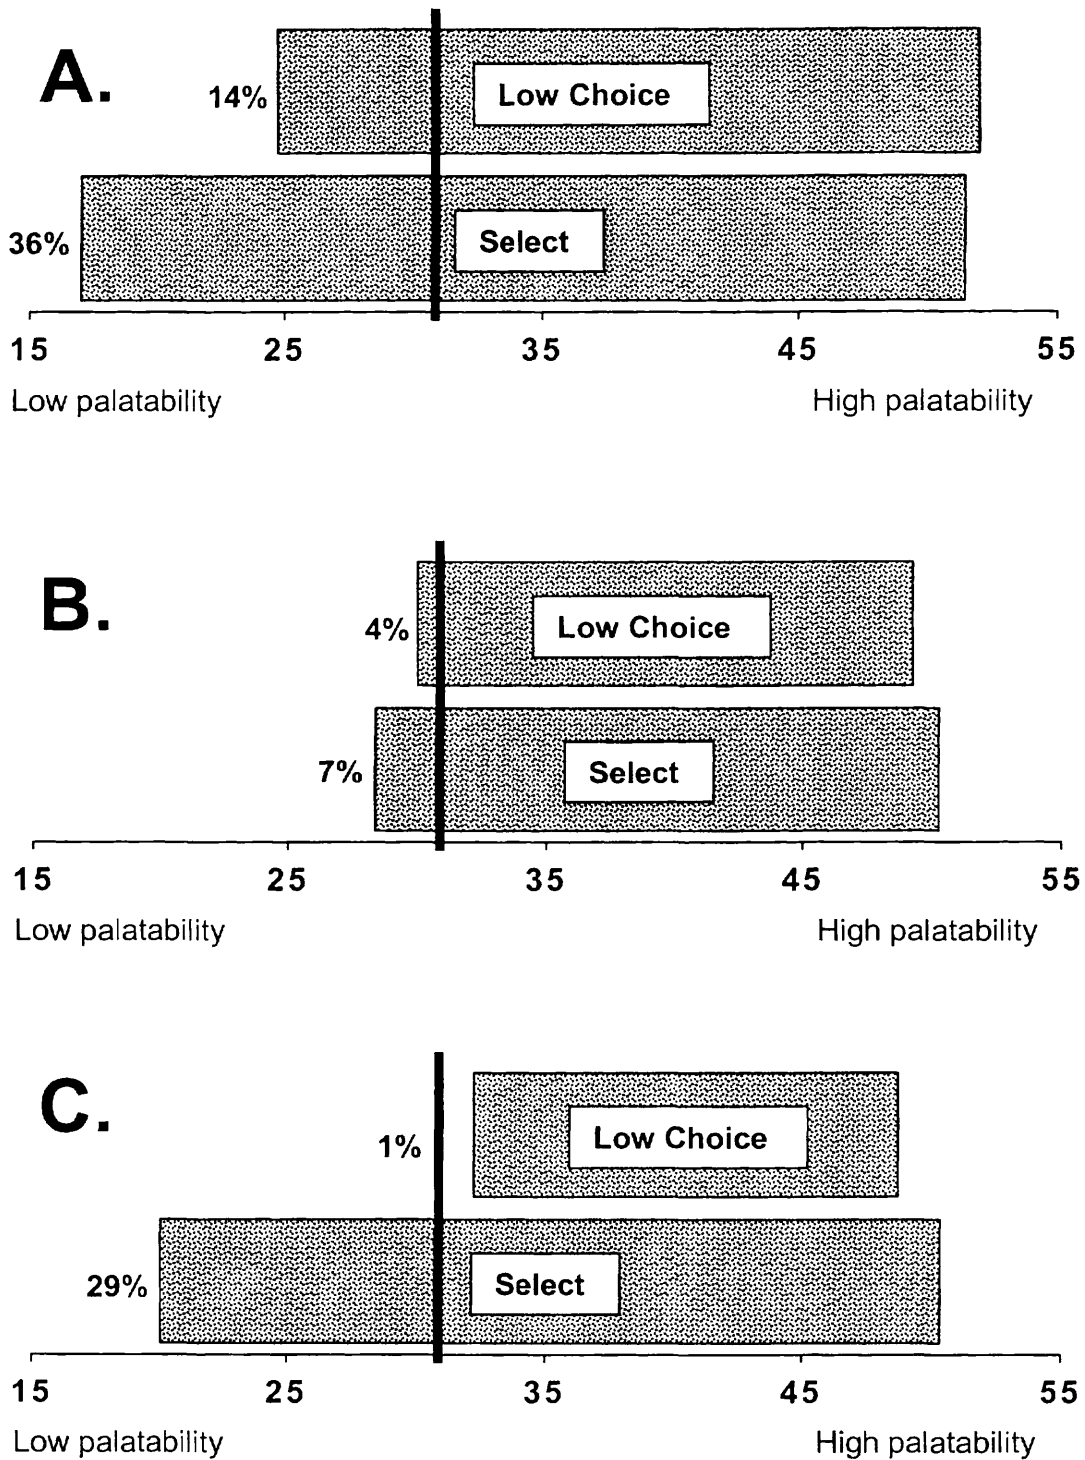 A.
14%
Low Choice
36%
Select
15 25 35 45 55
Low palatability High palatability
B.
4%
Low Choice
7%
Select
15 25 35 45 55
Low palatability High palatability
C.
1%
Low Choice
29%
Select
15 25 35 45 55
Low palatability High palatability